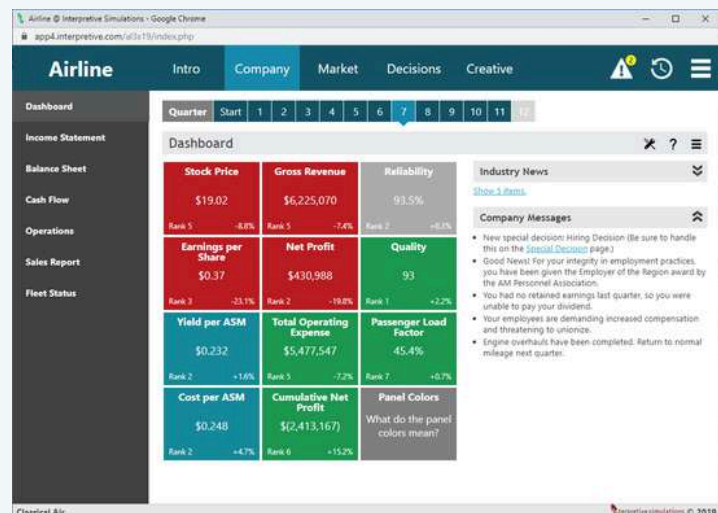 Airline @ Interpretive Simulations - Google Chrome
app4.interpretive.com/al3x19/index.php
Airline
Intro Company Market Decisions Creative
Dashboard
Income Statement
Balance Sheet
Cash Flow
Operations
Sales Report
Fleet Status
Quarter Start 1 2 3 4 5 6 7 8 9 10 11 12
Dashboard
?
Stock Price
$19.02
Rank 5 -8.8%
Gross Revenue
$6,225,070
Rank 5 -7.4%
Reliability
93.5%
Rank 2
Earnings per
Share
$0.37
Rank 3 -23.1%
Net Profit
$430,988
Rank 2 -19.8%
Quality
93
Rank 1 +2.2%
Yield per ASM
$0.232
Rank 2 +1.6%
Total Operating
Expense
$5,477,547
Rank 5 -7.2%
Passenger Load
Factor
45.4%
Rank 7 +0.7%
Cost per ASM
$0.248
Rank 2 +4.7%
Cumulative Net
Profit
$(2,413,167)
Rank 6 +15.2%
Panel Colors
What do the panel
colors mean?
Industry News
Show 5 items.
Company Messages
• New special decision: Hiring Decision (Be sure to handle
this on the Special Decision page.)
• Good News! For your integrity in employment practices,
you have been given the Employer of the Region award by
the AM Personnel Association.
• You had no retained earnings last quarter, so you were
unable to pay your dividend.
• Your employees are demanding increased compensation
and threatening to unionize.
• Engine overhauls have been completed. Return to normal
mileage next quarter.
Classical Air
interpretive simulations © 2019